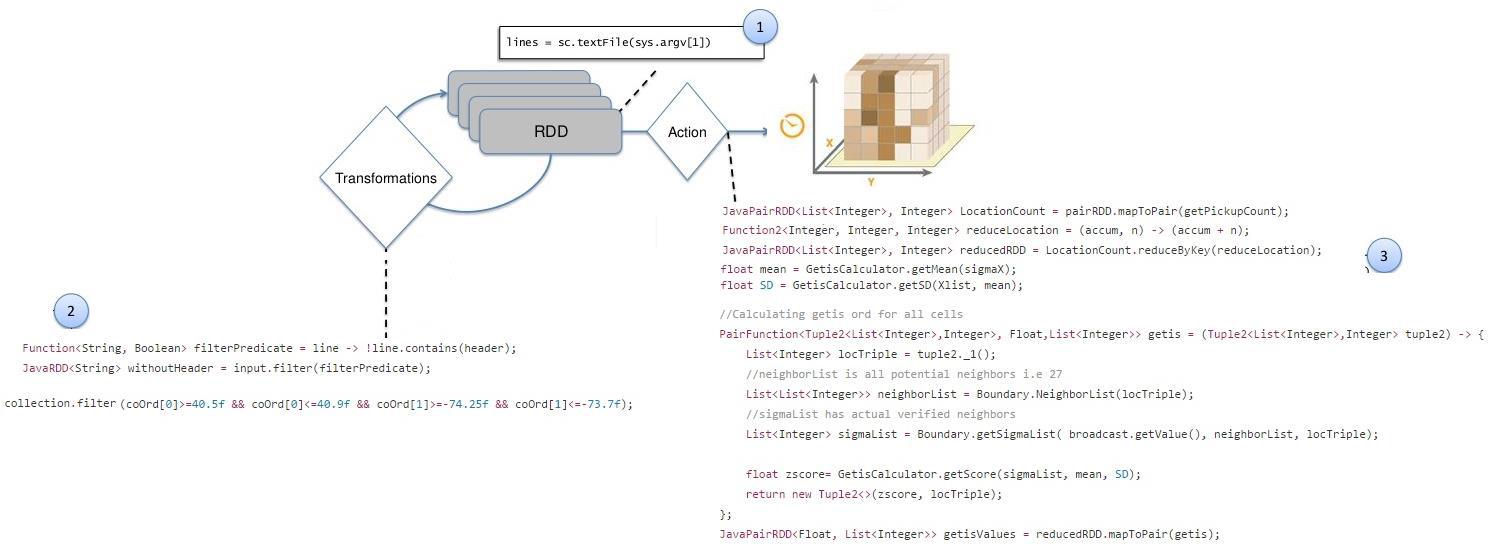 1
lines = sc.textFile(sys.argv[1])
RDD
Action
Transformations
X
Y
2
Function<String, Boolean> filterPredicate = line -> !line.contains(header);
JavaRDD<String> withoutHeader = input.filter(filterPredicate);
collection.filter (coOrd[0]>=40.5f && coOrd[0]<=40.9f && coOrd[1]>=-74.25f && coOrd[1]<=-73.7f);
3
JavaPairRDD<List<Integer>, Integer> LocationCount = pairRDD.mapToPair(getPickupCount);
Function2<Integer, Integer, Integer> reduceLocation = (accum, n) -> (accum + n);
JavaPairRDD<List<Integer>, Integer> reducedRDD = LocationCount.reduceByKey(reduceLocation);
float mean = GetisCalculator.getMean(sigmaX);
float SD = GetisCalculator.getSD(Xlist, mean);
//Calculating getis ord for all cells
PairFunction<Tuple2<List<Integer>,Integer>, Float,List<Integer>> getis = (Tuple2<List<Integer>,Integer> tuple2) -> {
List<Integer> locTriple = tuple2._1();
//neighborList is all potential neighbors i.e 27
List<List<Integer>> neighborList = Boundary.NeighborList(locTriple);
//sigmaList has actual verified neighbors
List<Integer> sigmaList = Boundary.getSigmaList( broadcast.getValue(), neighborList, locTriple);
float zscore= GetisCalculator.getScore(sigmaList, mean, SD);
return new Tuple2<>(zscore, locTriple);
};
JavaPairRDD<Float, List<Integer>> getisValues = reducedRDD.mapToPair(getis);